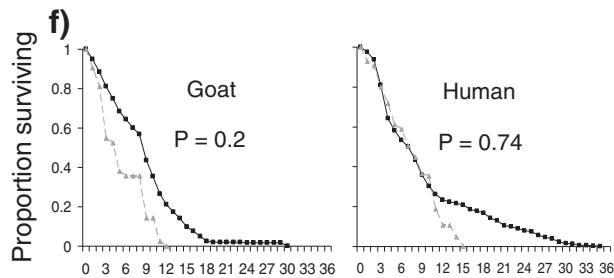 f)
Proportion surviving
1
0.8
0.6
0.4
0.2
0
Goat
P = 0.2
0 3 6 9 12 15 18 21 24 27 30 33 36
Human
P = 0.74
0 3 6 9 12 15 18 21 24 27 30 33 36